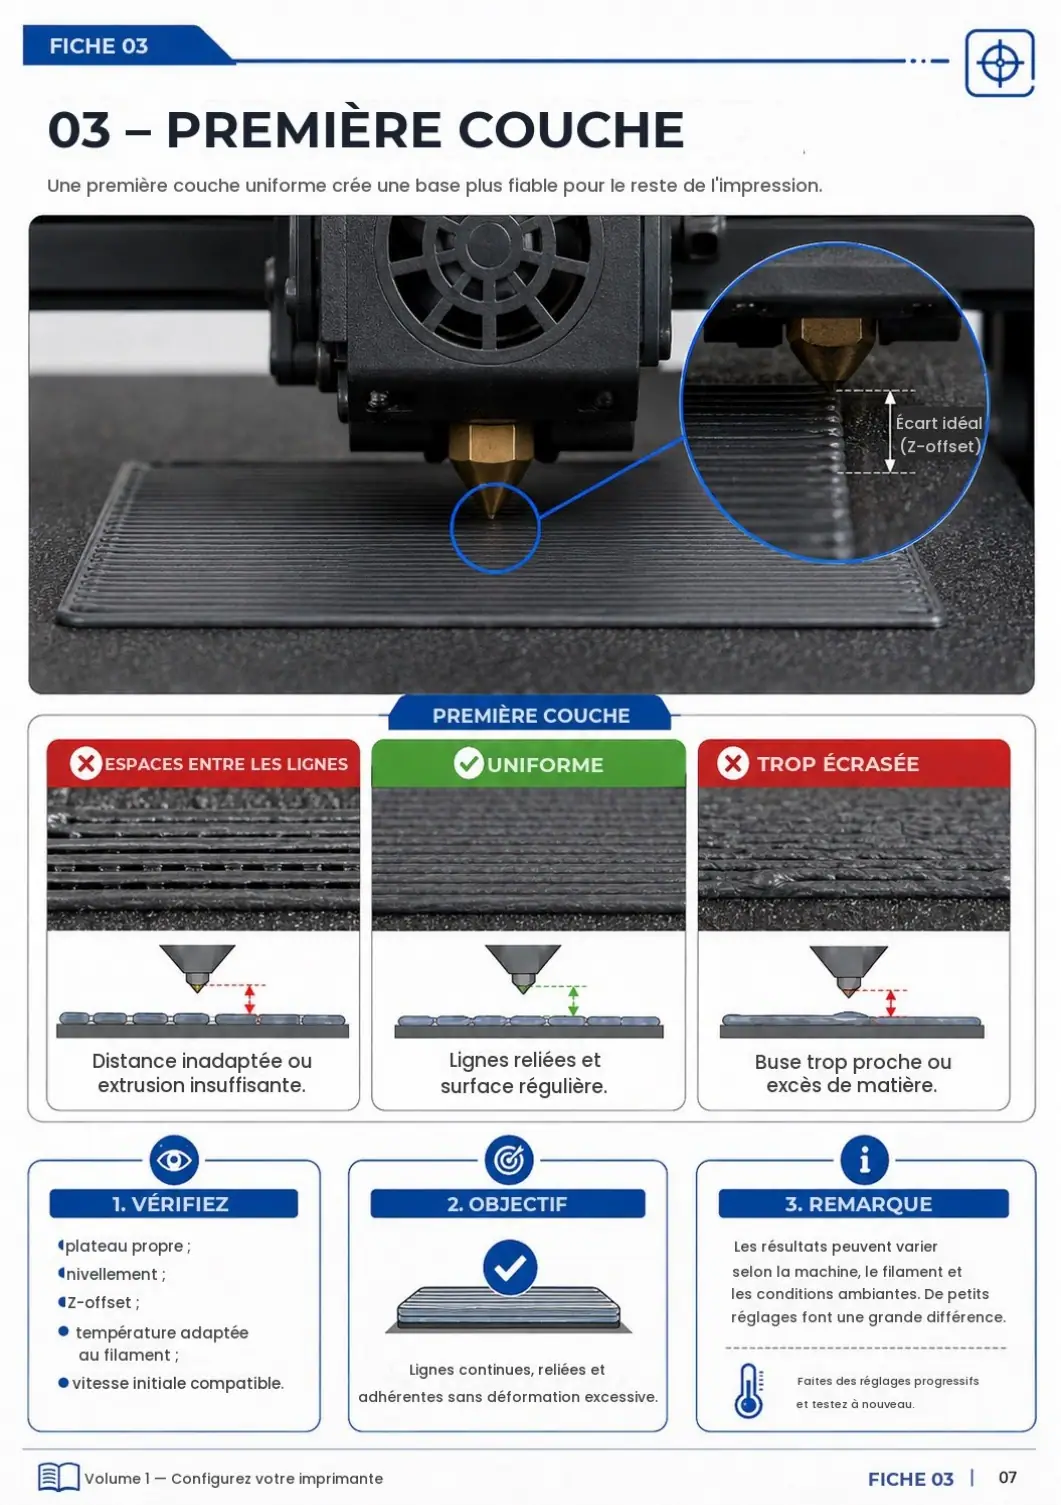 FICHE 03
03 – PREMIÈRE COUCHE
Une première couche uniforme crée une base plus fiable pour le reste de l'impression.
Écart idéal
(Z-offset)
PREMIÈRE COUCHE
ESPACES ENTRE LES LIGNES
UNIFORME
TROP ÉCRASÉE
Distance inadaptée ou
extrusion insuffisante.
Lignes reliées et
surface régulière.
Buse trop proche ou
excès de matière.
1. VÉRIFIEZ
plateau propre ;
nivellement ;
Z-offset ;
température adaptée
au filament ;
vitesse initiale compatible.
2. OBJECTIF
Lignes continues, reliées et
adhérentes sans déformation excessive.
3. REMARQUE
Les résultats peuvent varier
selon la machine, le filament et
les conditions ambiantes. De petits
réglages font une grande différence.
Faites des réglages progressifs
et testez à nouveau.
Volume 1 — Configurez votre imprimante
FICHE 03 | 07